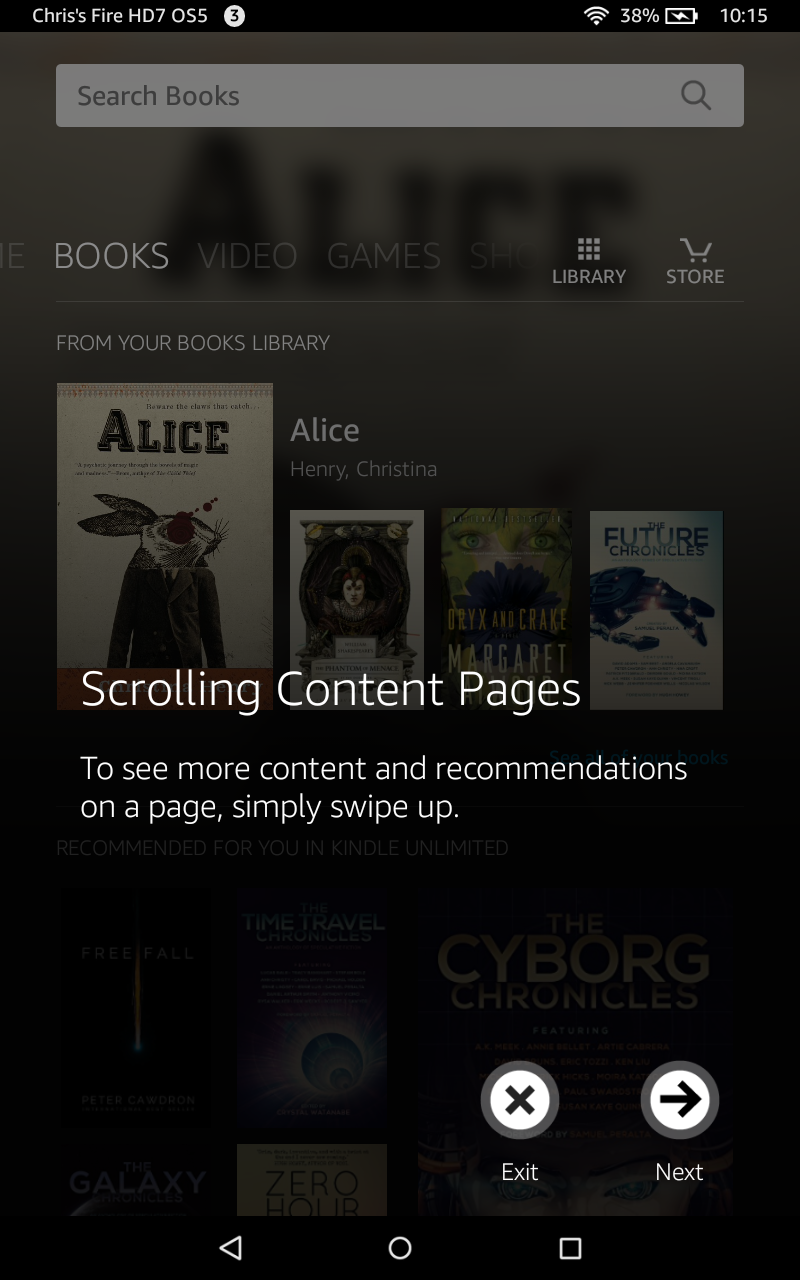 Chris's Fire HD7 OS5 3 38% 10:15
Search Books
ALICE
BOOKS VIDEO GAMES
LIBRARY STORE
FROM YOUR BOOKS LIBRARY
Beware the claws that catch...
ALICE
Alice
Henry, Christina
THE PHANTOM OF MENACE
ORYX AND CRAKE
MARGARET
THE
FUTURE
CHRONICLES
Scrolling Content Pages
See all of your books
To see more content and recommendations
on a page, simply swipe up.
RECOMMENDED FOR YOU IN KINDLE UNLIMITED
FREE FALL
PETER CAWDRON
THE
TIME TRAVEL
CHRONICLES
THE
CYBORG
CHRONICLES
FEATURING
THE
GALAXY
CHRONICLES
ZERO
HOUR
Exit Next